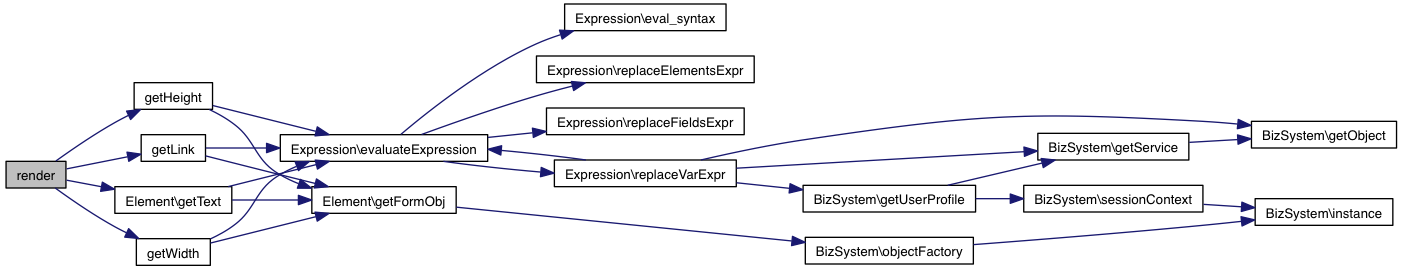 render
getHeight
getLink
Element\getText
getWidth
Expression\evaluateExpression
Element\getFormObj
Expression\eval_syntax
Expression\replaceElementsExpr
Expression\replaceFieldsExpr
Expression\replaceVarExpr
BizSystem\getUserProfile
BizSystem\objectFactory
BizSystem\getService
BizSystem\sessionContext
BizSystem\getObject
BizSystem\instance